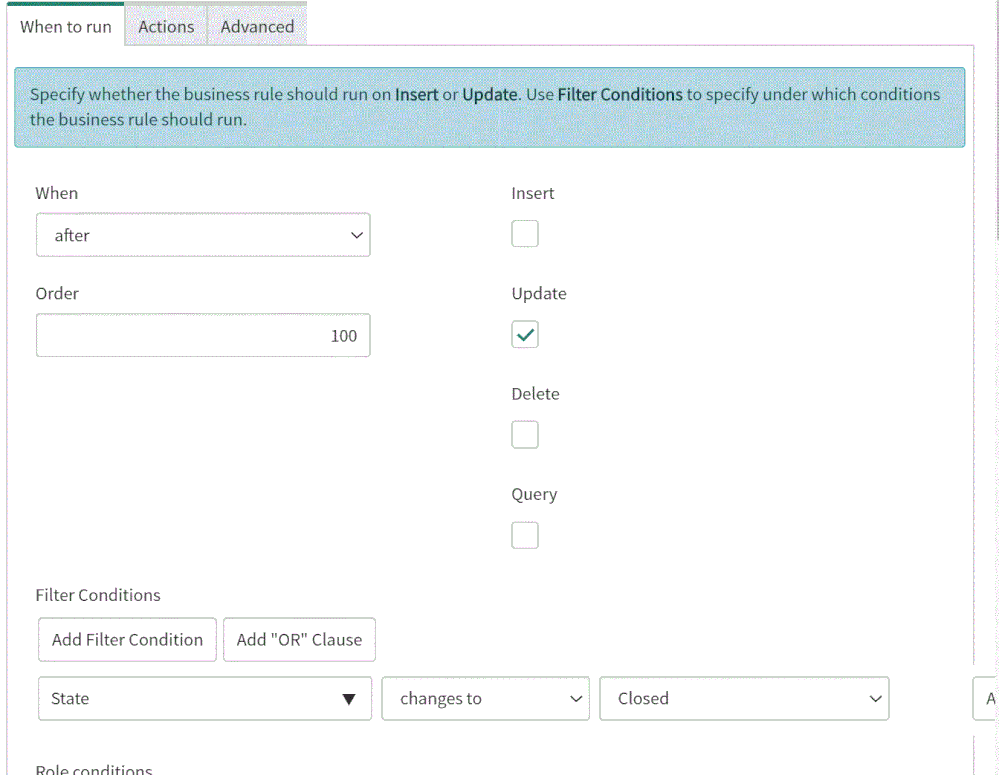 When to run Actions Advanced
Specify whether the business rule should run on Insert or Update. Use Filter Conditions to specify under which conditions
the business rule should run.
When Insert
after
Order Update
100
Delete
Query
Filter Conditions
Add Filter Condition Add "OR" Clause
State changes to Closed A
Role conditions